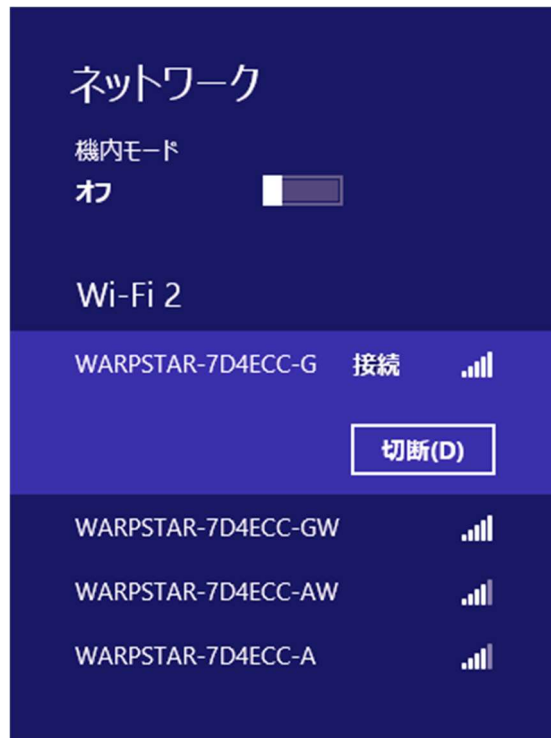 ネットワーク
機内モード
オフ
Wi-Fi 2
WARPSTAR-7D4ECC-G 接続
切断(D)
WARPSTAR-7D4ECC-GW
WARPSTAR-7D4ECC-AW
WARPSTAR-7D4ECC-A